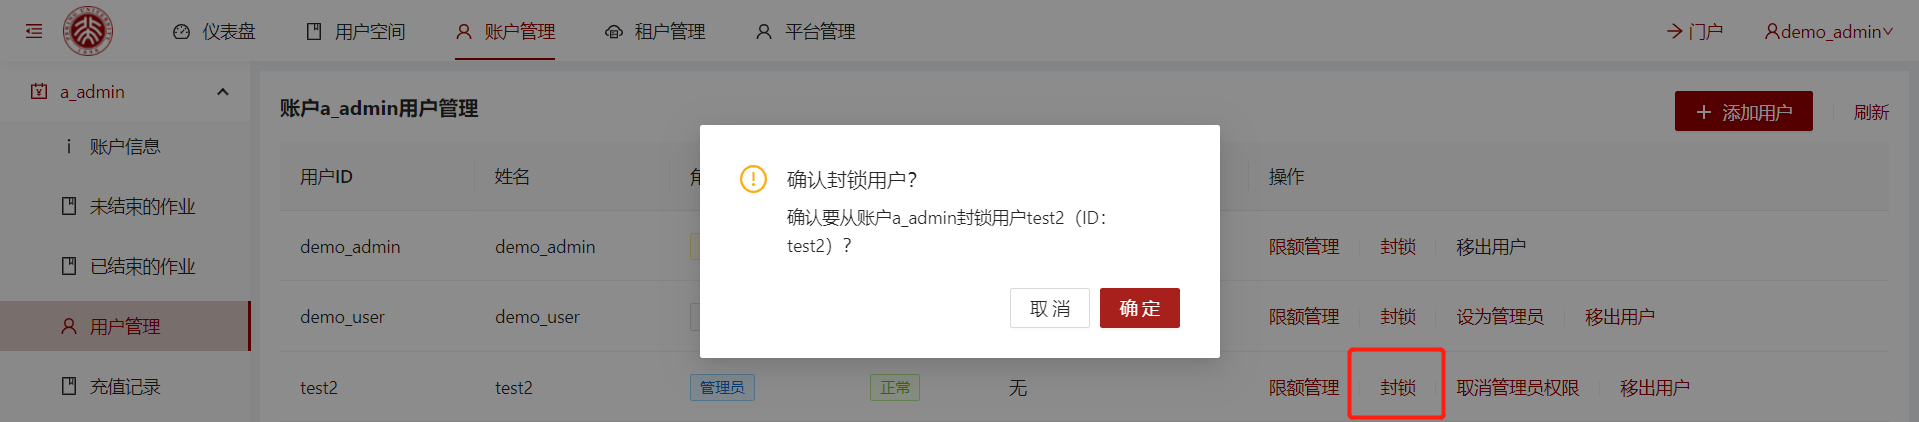 仪表盘 用户空间 账户管理 租户管理 平台管理 门户 demo_admin
a_admin
账户a_admin用户管理 添加用户 刷新
账户信息
用户ID 姓名 操作
确认封锁用户?
未结束的作业
确认要从账户a_admin封锁用户test2（ID:
test2）?
demo_admin demo_admin 限额管理 封锁 移出用户
已结束的作业
取消 确定
demo_user demo_user 限额管理 封锁 设为管理员 移出用户
用户管理
test2 test2 管理员 正常 无 限额管理 封锁 取消管理员权限 移出用户
充值记录